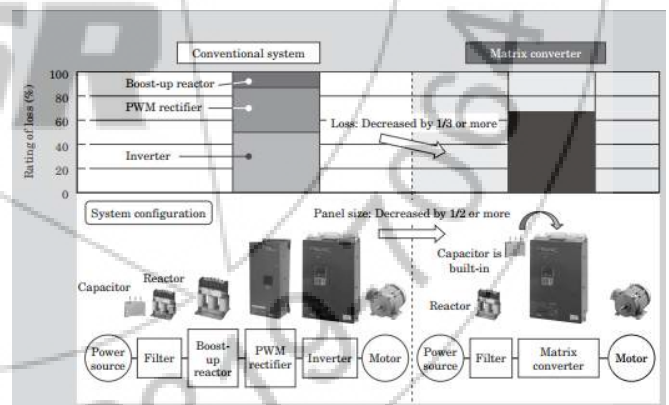 Conventional system
Matrix converter
Rating of loss (%)
100
80
60
40
20
0
Boost-up reactor
PWM rectifier
Inverter
Loss: Decreased by 1/3 or more
System configuration
Panel size: Decreased by 1/2 or more
Capacitor
Reactor
Capacitor is
built-in
Reactor
Power
source
Filter
Boost-
up
reactor
PWM
rectifier
Inverter
Motor
Power
source
Filter
Matrix
converter
Motor